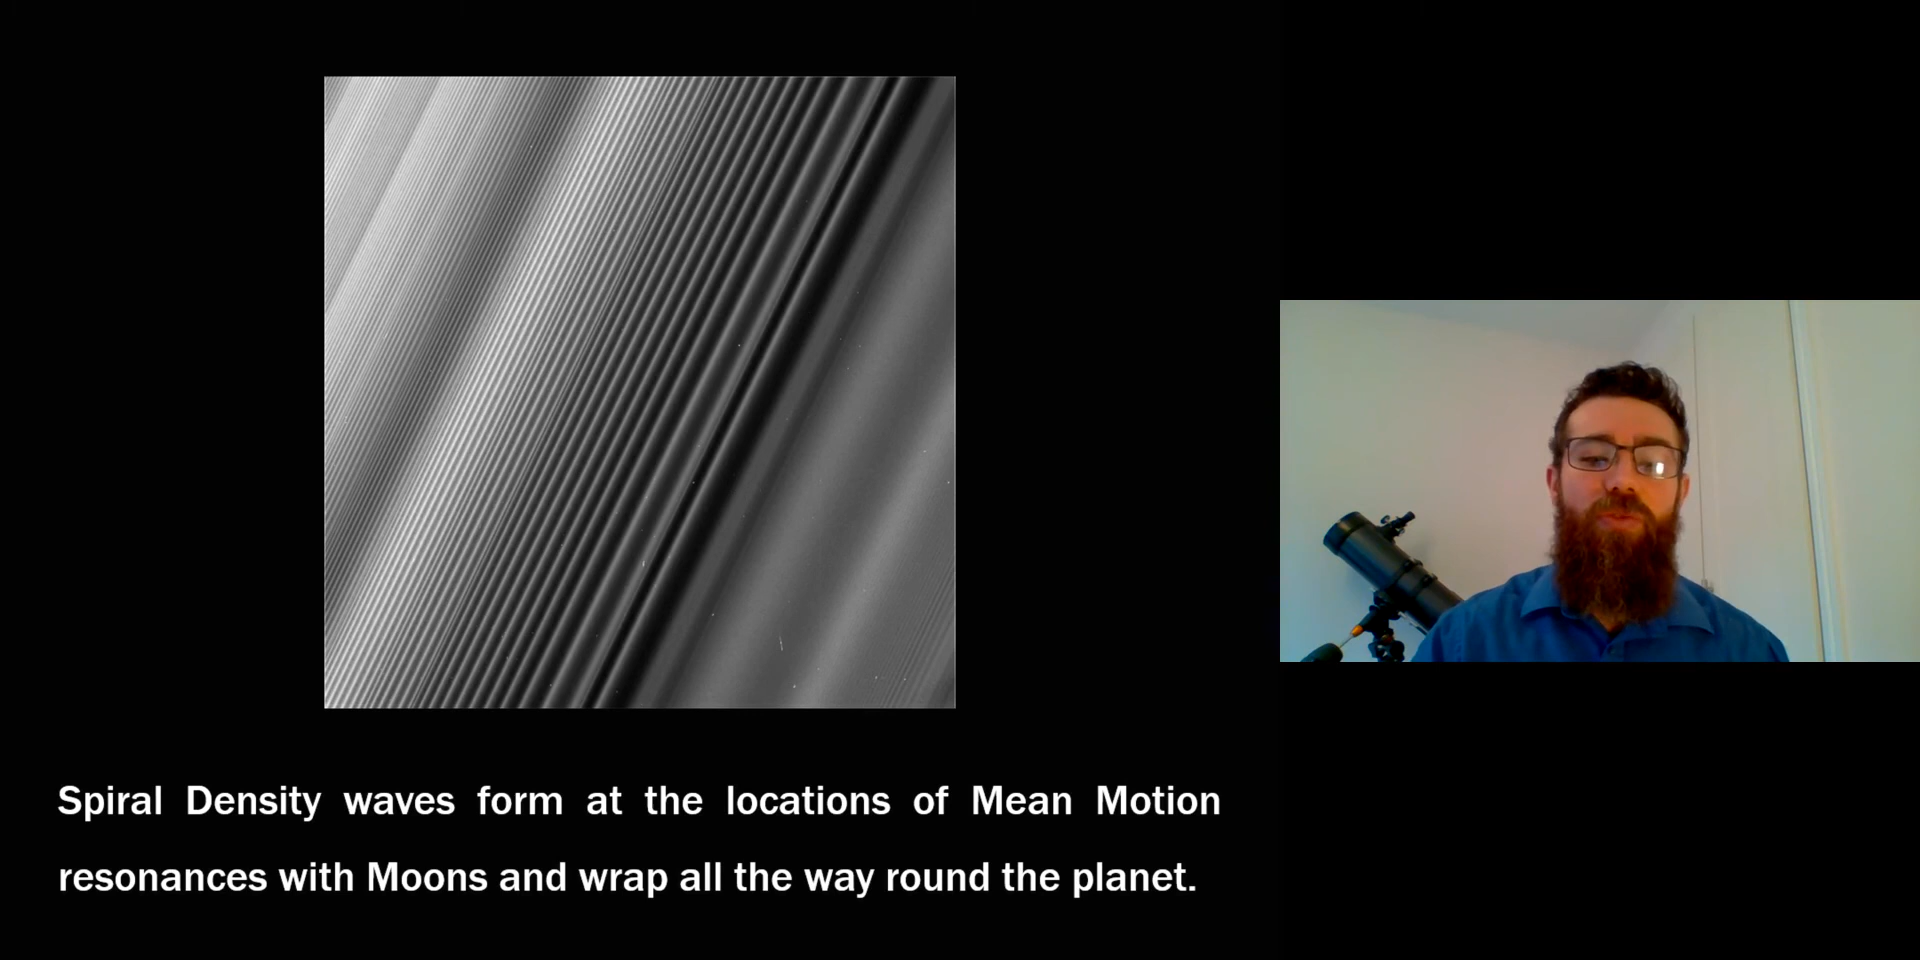 Spiral Density waves form at the locations of Mean Motion
resonances with Moons and wrap all the way round the planet.